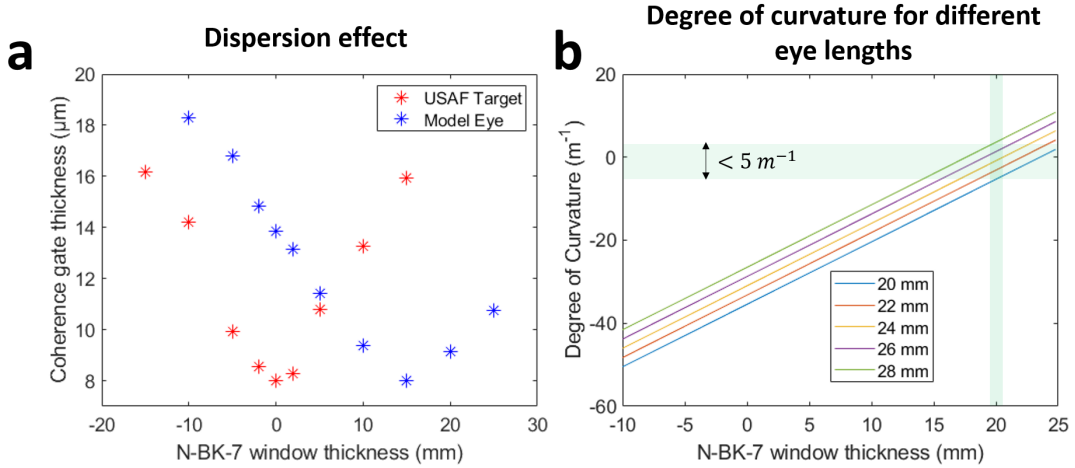 a
Dispersion effect
Coherence gate thickness (µm)
20
18
16
14
12
10
8
-20
-10
0
10
20
30
N-BK-7 window thickness (mm)
USAF Target
Model Eye
b
Degree of curvature for different
eye lengths
Degree of Curvature (m⁻¹)
20
0
-20
-40
-60
-10
-5
0
5
10
15
20
25
N-BK-7 window thickness (mm)
< 5 m⁻¹
20 mm
22 mm
24 mm
26 mm
28 mm